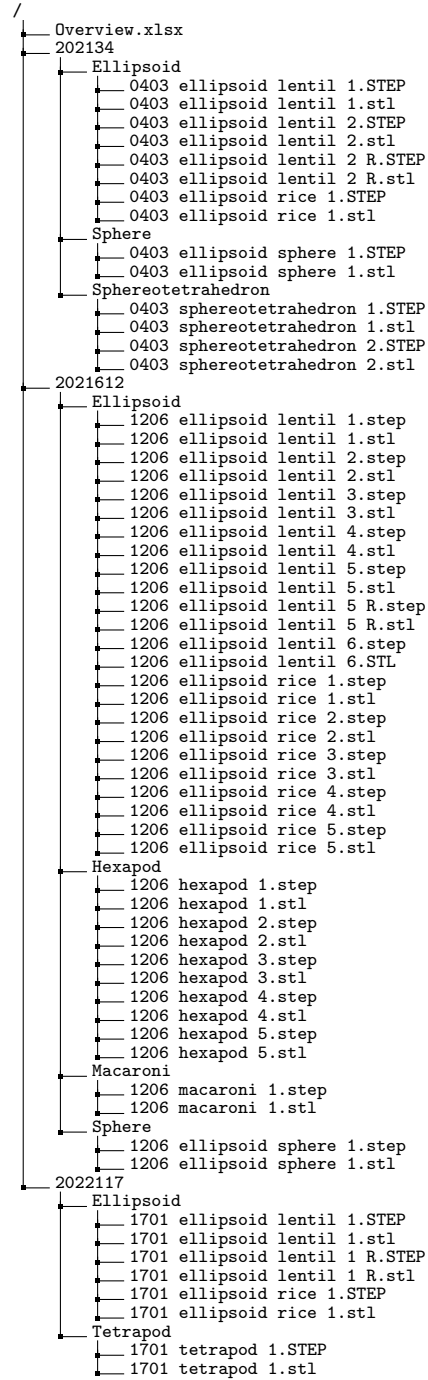 /
Overview.xlsx
202134
Ellipsoid
0403 ellipsoid lentil 1.STEP
0403 ellipsoid lentil 1.stl
0403 ellipsoid lentil 2.STEP
0403 ellipsoid lentil 2.stl
0403 ellipsoid lentil 2 R.STEP
0403 ellipsoid lentil 2 R.stl
0403 ellipsoid rice 1.STEP
0403 ellipsoid rice 1.stl
Sphere
0403 ellipsoid sphere 1.STEP
0403 ellipsoid sphere 1.stl
Sphereotetrahedron
0403 sphereotetrahedron 1.STEP
0403 sphereotetrahedron 1.stl
0403 sphereotetrahedron 2.STEP
0403 sphereotetrahedron 2.stl
2021612
Ellipsoid
1206 ellipsoid lentil 1.step
1206 ellipsoid lentil 1.stl
1206 ellipsoid lentil 2.step
1206 ellipsoid lentil 2.stl
1206 ellipsoid lentil 3.step
1206 ellipsoid lentil 3.stl
1206 ellipsoid lentil 4.step
1206 ellipsoid lentil 4.stl
1206 ellipsoid lentil 5.step
1206 ellipsoid lentil 5.stl
1206 ellipsoid lentil 5 R.step
1206 ellipsoid lentil 5 R.stl
1206 ellipsoid lentil 6.step
1206 ellipsoid lentil 6.STL
1206 ellipsoid rice 1.step
1206 ellipsoid rice 1.stl
1206 ellipsoid rice 2.step
1206 ellipsoid rice 2.stl
1206 ellipsoid rice 3.step
1206 ellipsoid rice 3.stl
1206 ellipsoid rice 4.step
1206 ellipsoid rice 4.stl
1206 ellipsoid rice 5.step
1206 ellipsoid rice 5.stl
Hexapod
1206 hexapod 1.step
1206 hexapod 1.stl
1206 hexapod 2.step
1206 hexapod 2.stl
1206 hexapod 3.step
1206 hexapod 3.stl
1206 hexapod 4.step
1206 hexapod 4.stl
1206 hexapod 5.step
1206 hexapod 5.stl
Macaroni
1206 macaroni 1.step
1206 macaroni 1.stl
Sphere
1206 ellipsoid sphere 1.step
1206 ellipsoid sphere 1.stl
2022117
Ellipsoid
1701 ellipsoid lentil 1.STEP
1701 ellipsoid lentil 1.stl
1701 ellipsoid lentil 1 R.STEP
1701 ellipsoid lentil 1 R.stl
1701 ellipsoid rice 1.STEP
1701 ellipsoid rice 1.stl
Tetrapod
1701 tetrapod 1.STEP
1701 tetrapod 1.stl